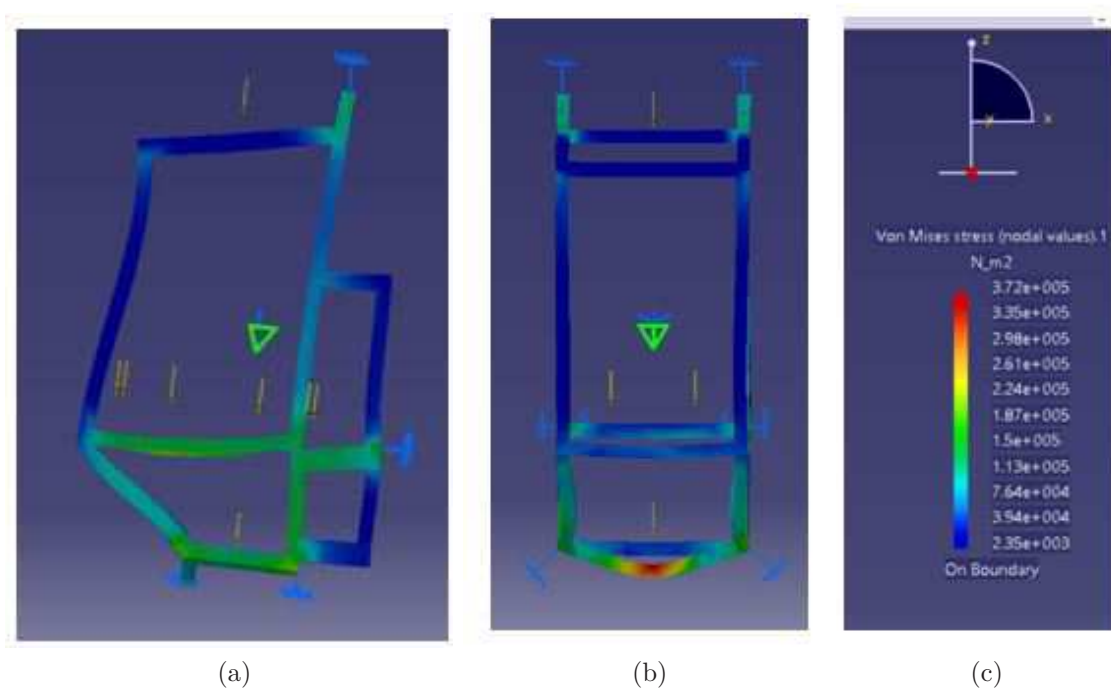 z
y
x
Von Mises stress (nodal values).1
N_m2
3.72e+005
3.35e+005
2.98e+005
2.61e+005
2.24e+005
1.87e+005
1.5e+005
1.13e+005
7.64e+004
3.94e+004
2.35e+003
On Boundary
(a) (b) (c)